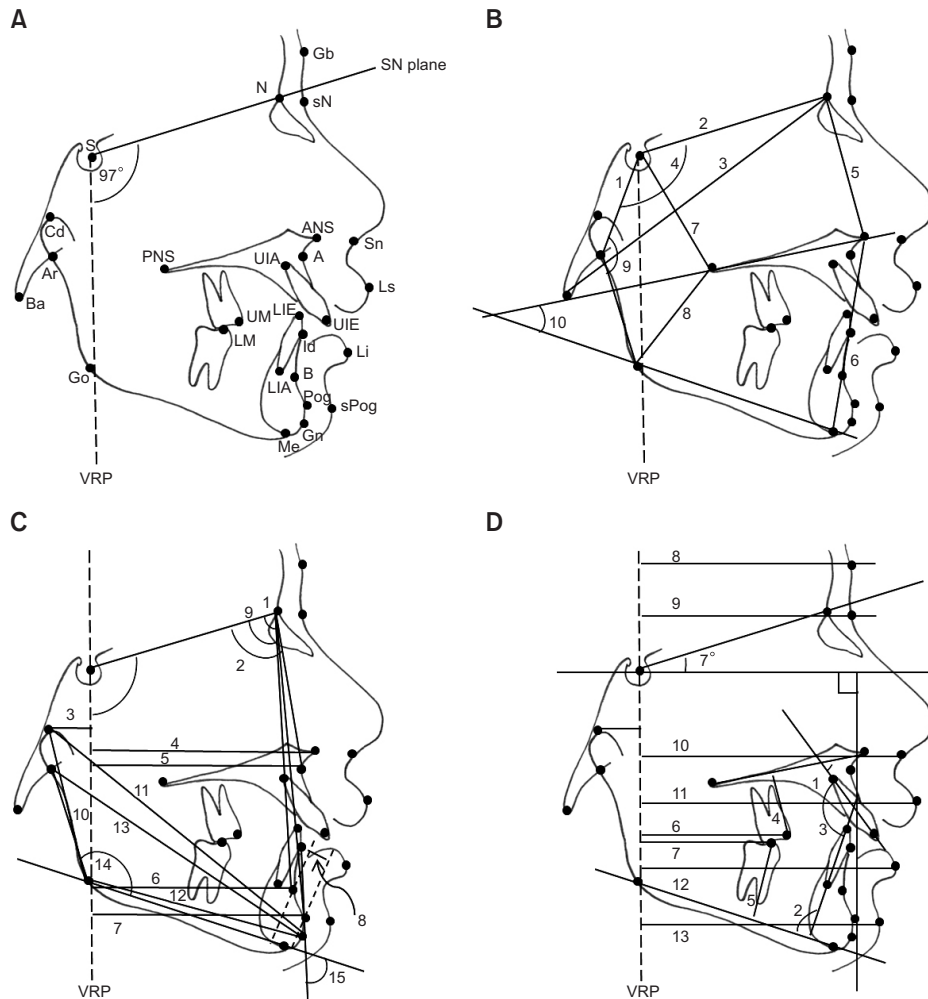 A
Gb
SN plane
N
sN
S
97°
Cd
ANS
Sn
PNS
UIA
A
Ar
Ba
Ls
LIE
UM
UIE
LM
Id
Li
Go
LIA
B
Pog
sPog
Gn
Me
VRP
B
2
4
3
1
5
7
9
10
8
6
VRP
C
1
9
2
3
4
5
11
10
13
14
6
12
7
8
15
VRP
D
8
9
7°
10
1
11
4
3
6
7
12
5
2
13
VRP